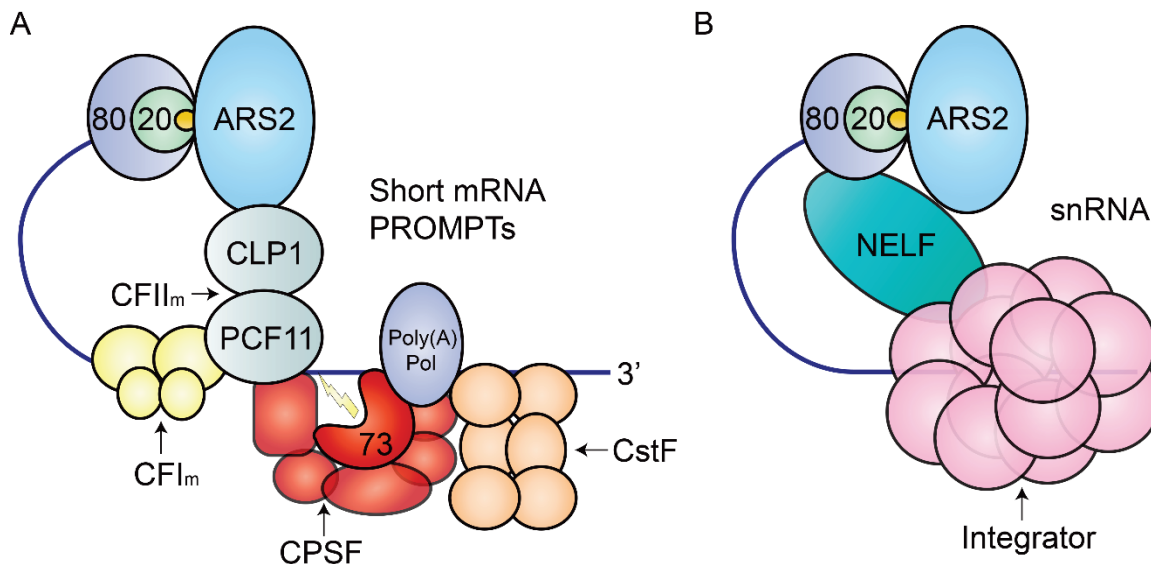 A
80
20
ARS2
Short mRNA
PROMPTs
CLP1
CFIIm
PCF11
Poly(A)
Pol
3’
73
CstF
CFIm
CPSF
B
80
20
ARS2
snRNA
NELF
Integrator